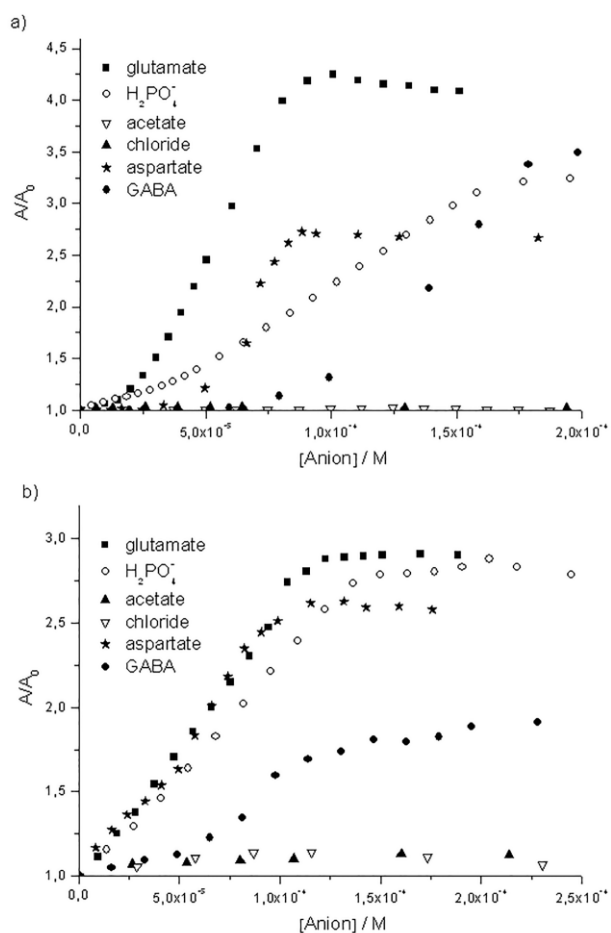 a)
4,5
4,0
3,5
3,0
2,5
2,0
1,5
1,0
A/A₀
glutamate
H₂PO₄⁻
acetate
chloride
aspartate
GABA
0,0
5,0x10⁻⁵
1,0x10⁻⁴
1,5x10⁻⁴
2,0x10⁻⁴
[Anion] / M
b)
3,0
2,5
2,0
1,5
1,0
A/A₀
glutamate
H₂PO₄⁻
acetate
chloride
aspartate
GABA
0,0
5,0x10⁻⁵
1,0x10⁻⁴
1,5x10⁻⁴
2,0x10⁻⁴
2,5x10⁻⁴
[Anion] / M